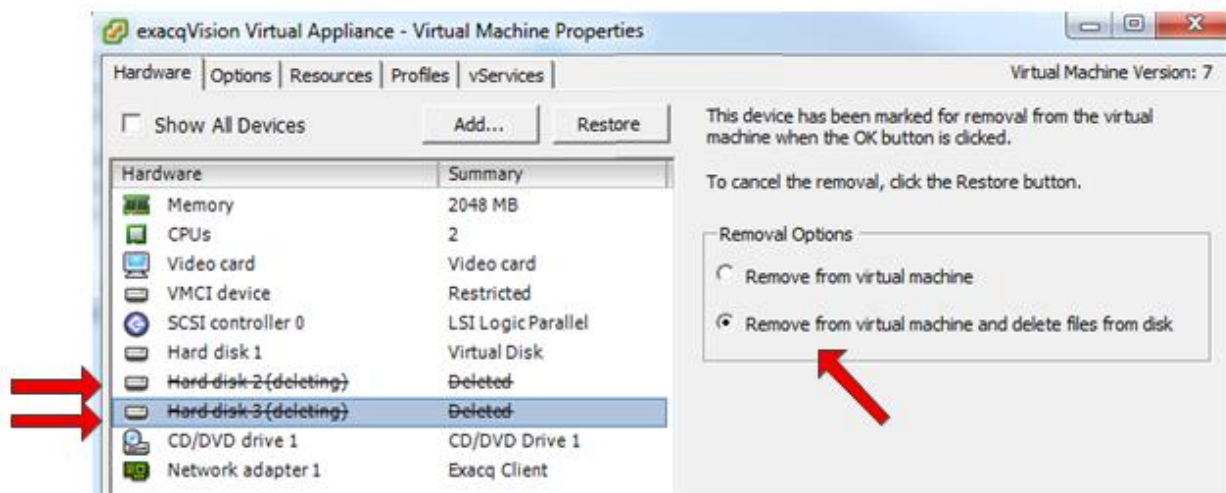 exacqVision Virtual Appliance - Virtual Machine Properties
Hardware Options Resources Profiles vServices
Virtual Machine Version: 7
Show All Devices
Add... Restore
Hardware Summary
Memory 2048 MB
CPUs 2
Video card Video card
VMCI device Restricted
SCSI controller 0 LSI Logic Parallel
Hard disk 1 Virtual Disk
Hard disk 2 (deleting) Deleted
Hard disk 3 (deleting) Deleted
CD/DVD drive 1 CD/DVD Drive 1
Network adapter 1 Exacq Client
This device has been marked for removal from the virtual
machine when the OK button is clicked.
To cancel the removal, click the Restore button.
Removal Options
Remove from virtual machine
Remove from virtual machine and delete files from disk